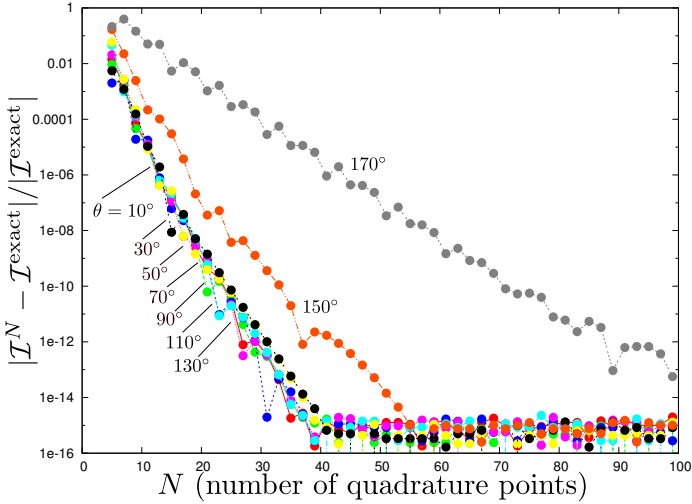 |𝓘^N − 𝓘^exact|/|𝓘^exact|
1
0.01
0.0001
1e-06
1e-08
1e-10
1e-12
1e-14
1e-16
θ = 10°
30°
50°
70°
90°
110°
130°
150°
170°
0 10 20 30 40 50 60 70 80 90 100
N (number of quadrature points)